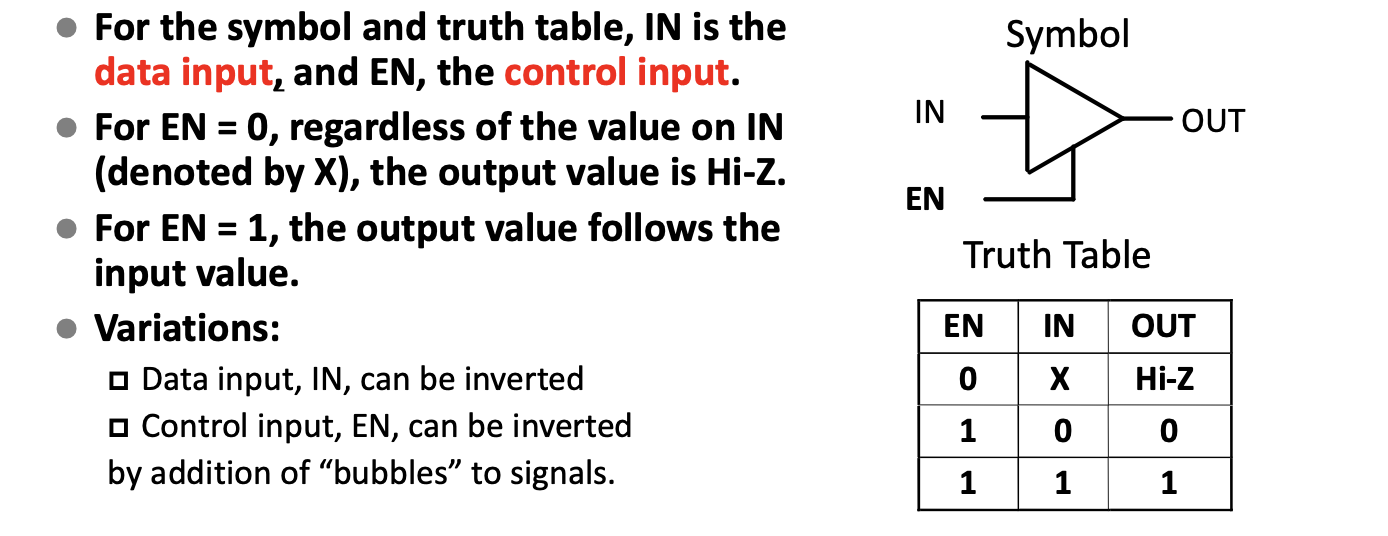 ● For the symbol and truth table, IN is the
data input, and EN, the control input.
● For EN = 0, regardless of the value on IN
(denoted by X), the output value is Hi-Z.
● For EN = 1, the output value follows the
input value.
● Variations:
□ Data input, IN, can be inverted
□ Control input, EN, can be inverted
by addition of “bubbles” to signals.
Symbol
IN
OUT
EN
Truth Table
EN IN OUT
0 X Hi-Z
1 0 0
1 1 1